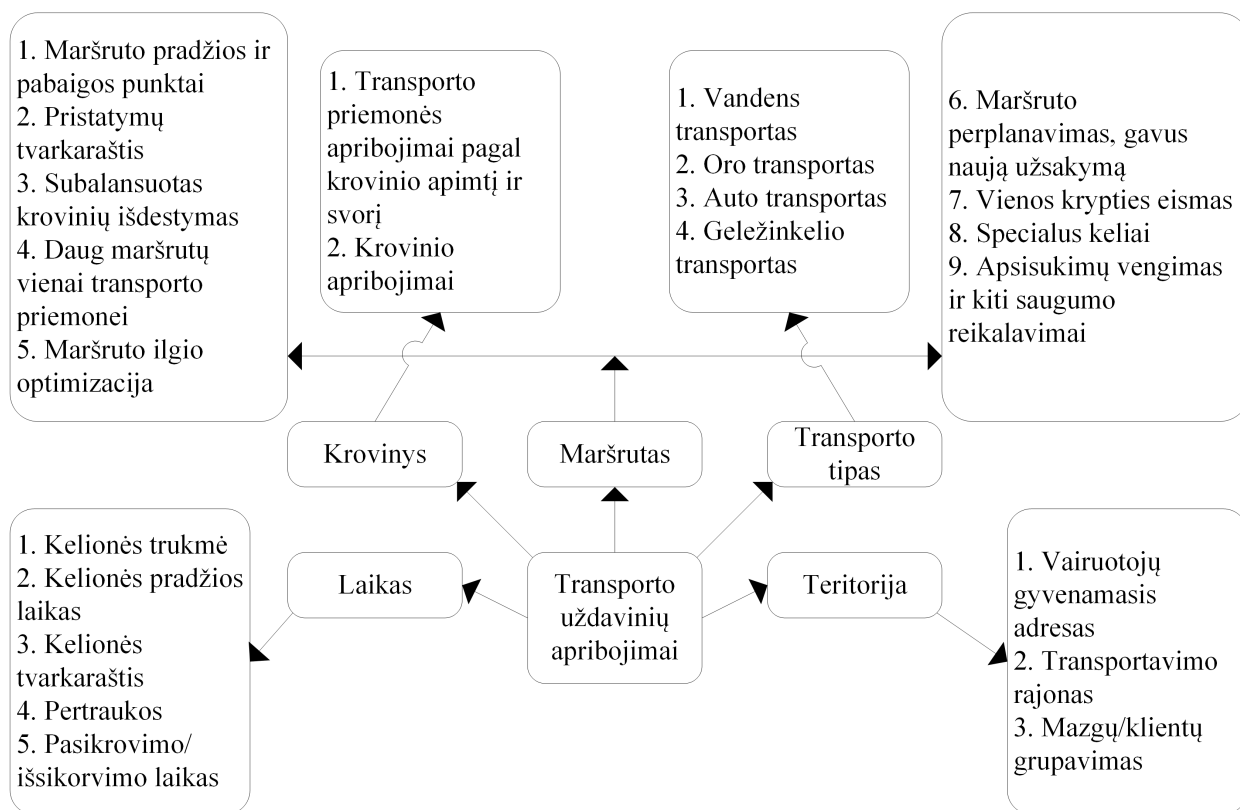 1. Maršruto pradžios ir
pabaigos punktai
2. Pristatymų
tvarkaraštis
3. Subalansuotas
krovinių išdestymas
4. Daug maršrutų
vienai transporto
priemonei
5. Maršruto ilgio
optimizacija
1. Transporto
priemonės
apribojimai pagal
krovinio apimtį ir
svorį
2. Krovinio
apribojimai
1. Vandens
transportas
2. Oro transportas
3. Auto transportas
4. Geležinkelio
transportas
6. Maršruto
perplanavimas, gavus
naują užsakymą
7. Vienos krypties eismas
8. Specialus keliai
9. Apsisukimų vengimas
ir kiti saugumo
reikalavimai
Krovinys
Maršrutas
Transporto
tipas
1. Kelionės trukmė
2. Kelionės pradžios
laikas
3. Kelionės
tvarkaraštis
4. Pertraukos
5. Pasikrovimo/
išsikorvimo laikas
Laikas
Transporto
uždavinių
apribojimai
Teritorija
1. Vairuotojų
gyvenamasis
adresas
2. Transportavimo
rajonas
3. Mazgų/klientų
grupavimas